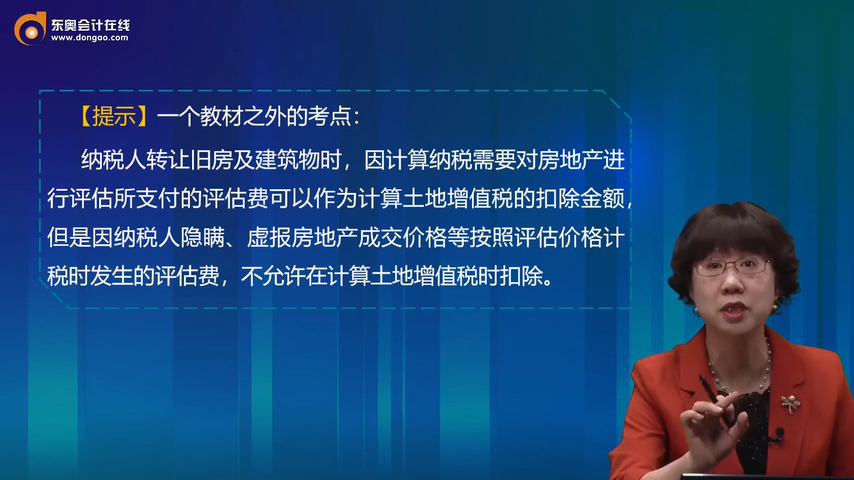 东奥会计在线
www.dongao.com
【提示】一个教材之外的考点：
纳税人转让旧房及建筑物时，因计算纳税需要对房地产进
行评估所支付的评估费可以作为计算土地增值税的扣除金额，
但是因纳税人隐瞒、虚报房地产成交价格等按照评估价格计
税时发生的评估费，不允许在计算土地增值税时扣除。